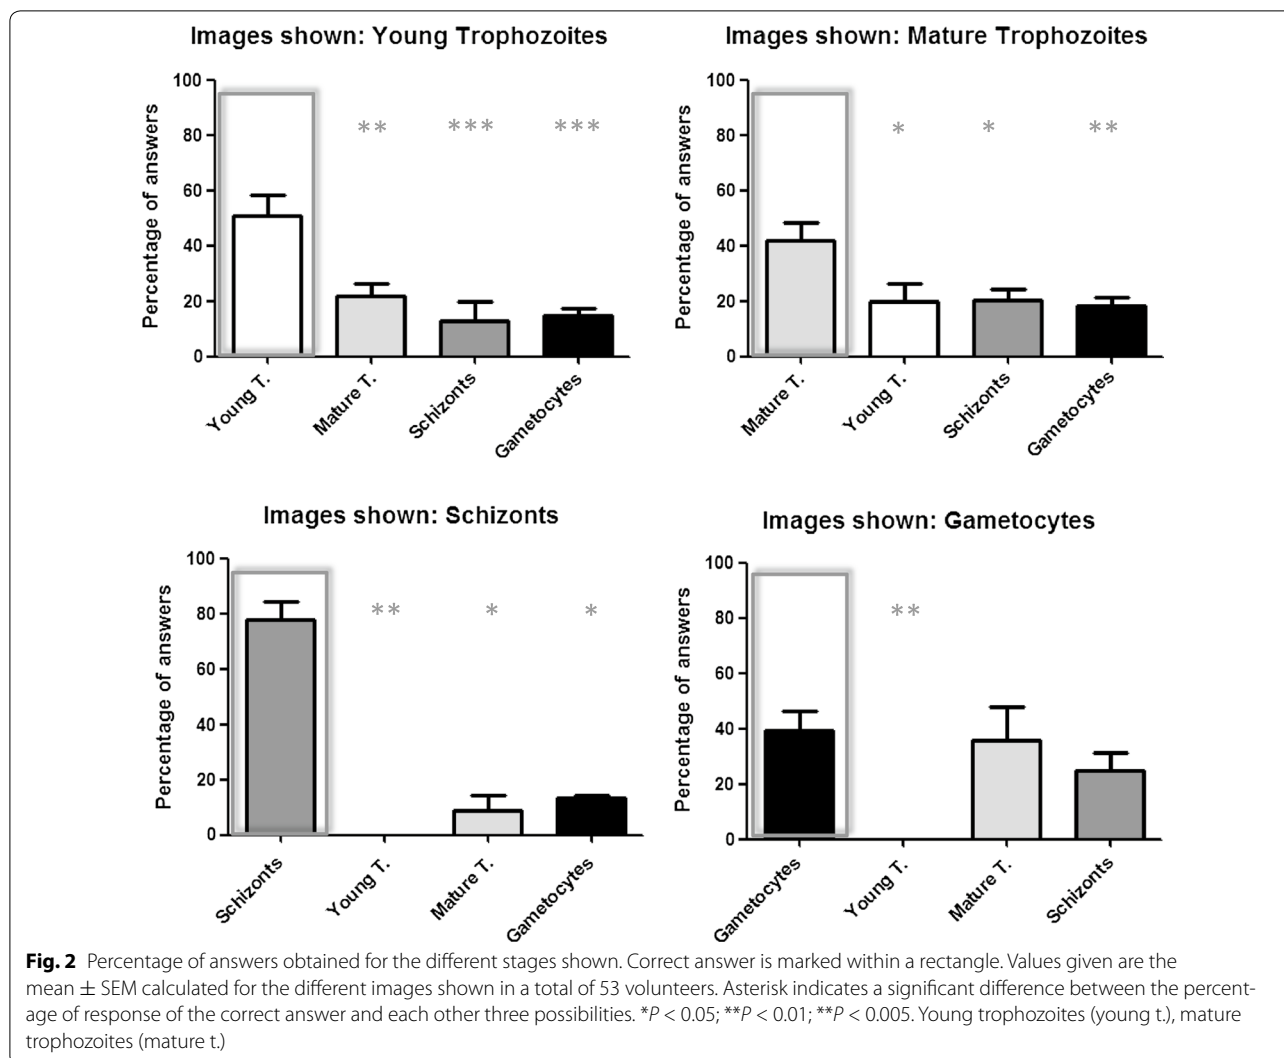 Images shown: Young Trophozoites
Percentage of answers
100
80
60
40
20
0
** *** ***
Young T.
Mature T.
Schizonts
Gametocytes
Images shown: Mature Trophozoites
Percentage of answers
100
80
60
40
20
0
* * **
Mature T.
Young T.
Schizonts
Gametocytes
Images shown: Schizonts
Percentage of answers
100
80
60
40
20
0
** * *
Schizonts
Young T.
Mature T.
Gametocytes
Images shown: Gametocytes
Percentage of answers
100
80
60
40
20
0
**
Gametocytes
Young T.
Mature T.
Schizonts
Fig. 2 Percentage of answers obtained for the different stages shown. Correct answer is marked within a rectangle. Values given are the
mean ± SEM calculated for the different images shown in a total of 53 volunteers. Asterisk indicates a significant difference between the percent-
age of response of the correct answer and each other three possibilities. *P < 0.05; **P < 0.01; **P < 0.005. Young trophozoites (young t.), mature
trophozoites (mature t.)